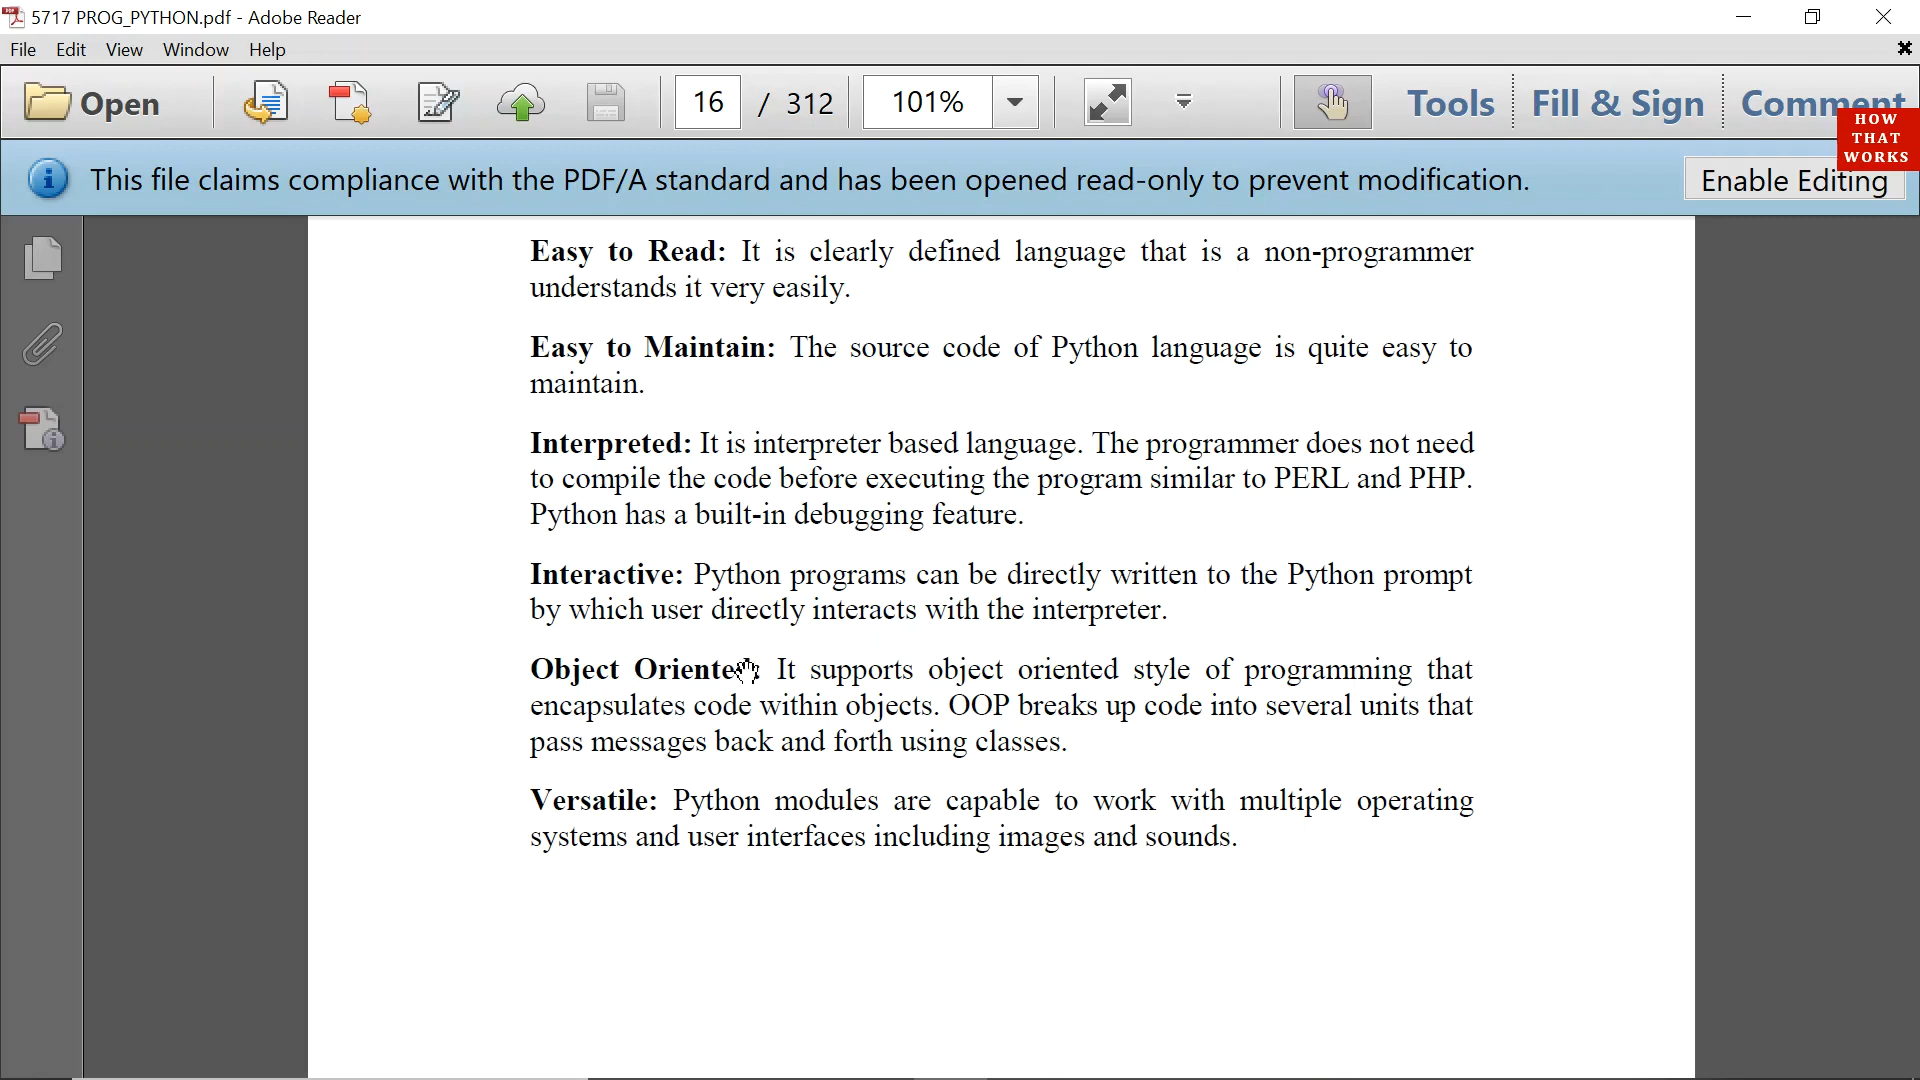 5717 PROG_PYTHON.pdf - Adobe Reader
File Edit View Window Help
Open 16 / 312 101% Tools Fill & Sign Comment
HOW
THAT
WORKS
This file claims compliance with the PDF/A standard and has been opened read-only to prevent modification. Enable Editing
Easy to Read: It is clearly defined language that is a non-programmer
understands it very easily.
Easy to Maintain: The source code of Python language is quite easy to
maintain.
Interpreted: It is interpreter based language. The programmer does not need
to compile the code before executing the program similar to PERL and PHP.
Python has a built-in debugging feature.
Interactive: Python programs can be directly written to the Python prompt
by which user directly interacts with the interpreter.
Object Oriented: It supports object oriented style of programming that
encapsulates code within objects. OOP breaks up code into several units that
pass messages back and forth using classes.
Versatile: Python modules are capable to work with multiple operating
systems and user interfaces including images and sounds.